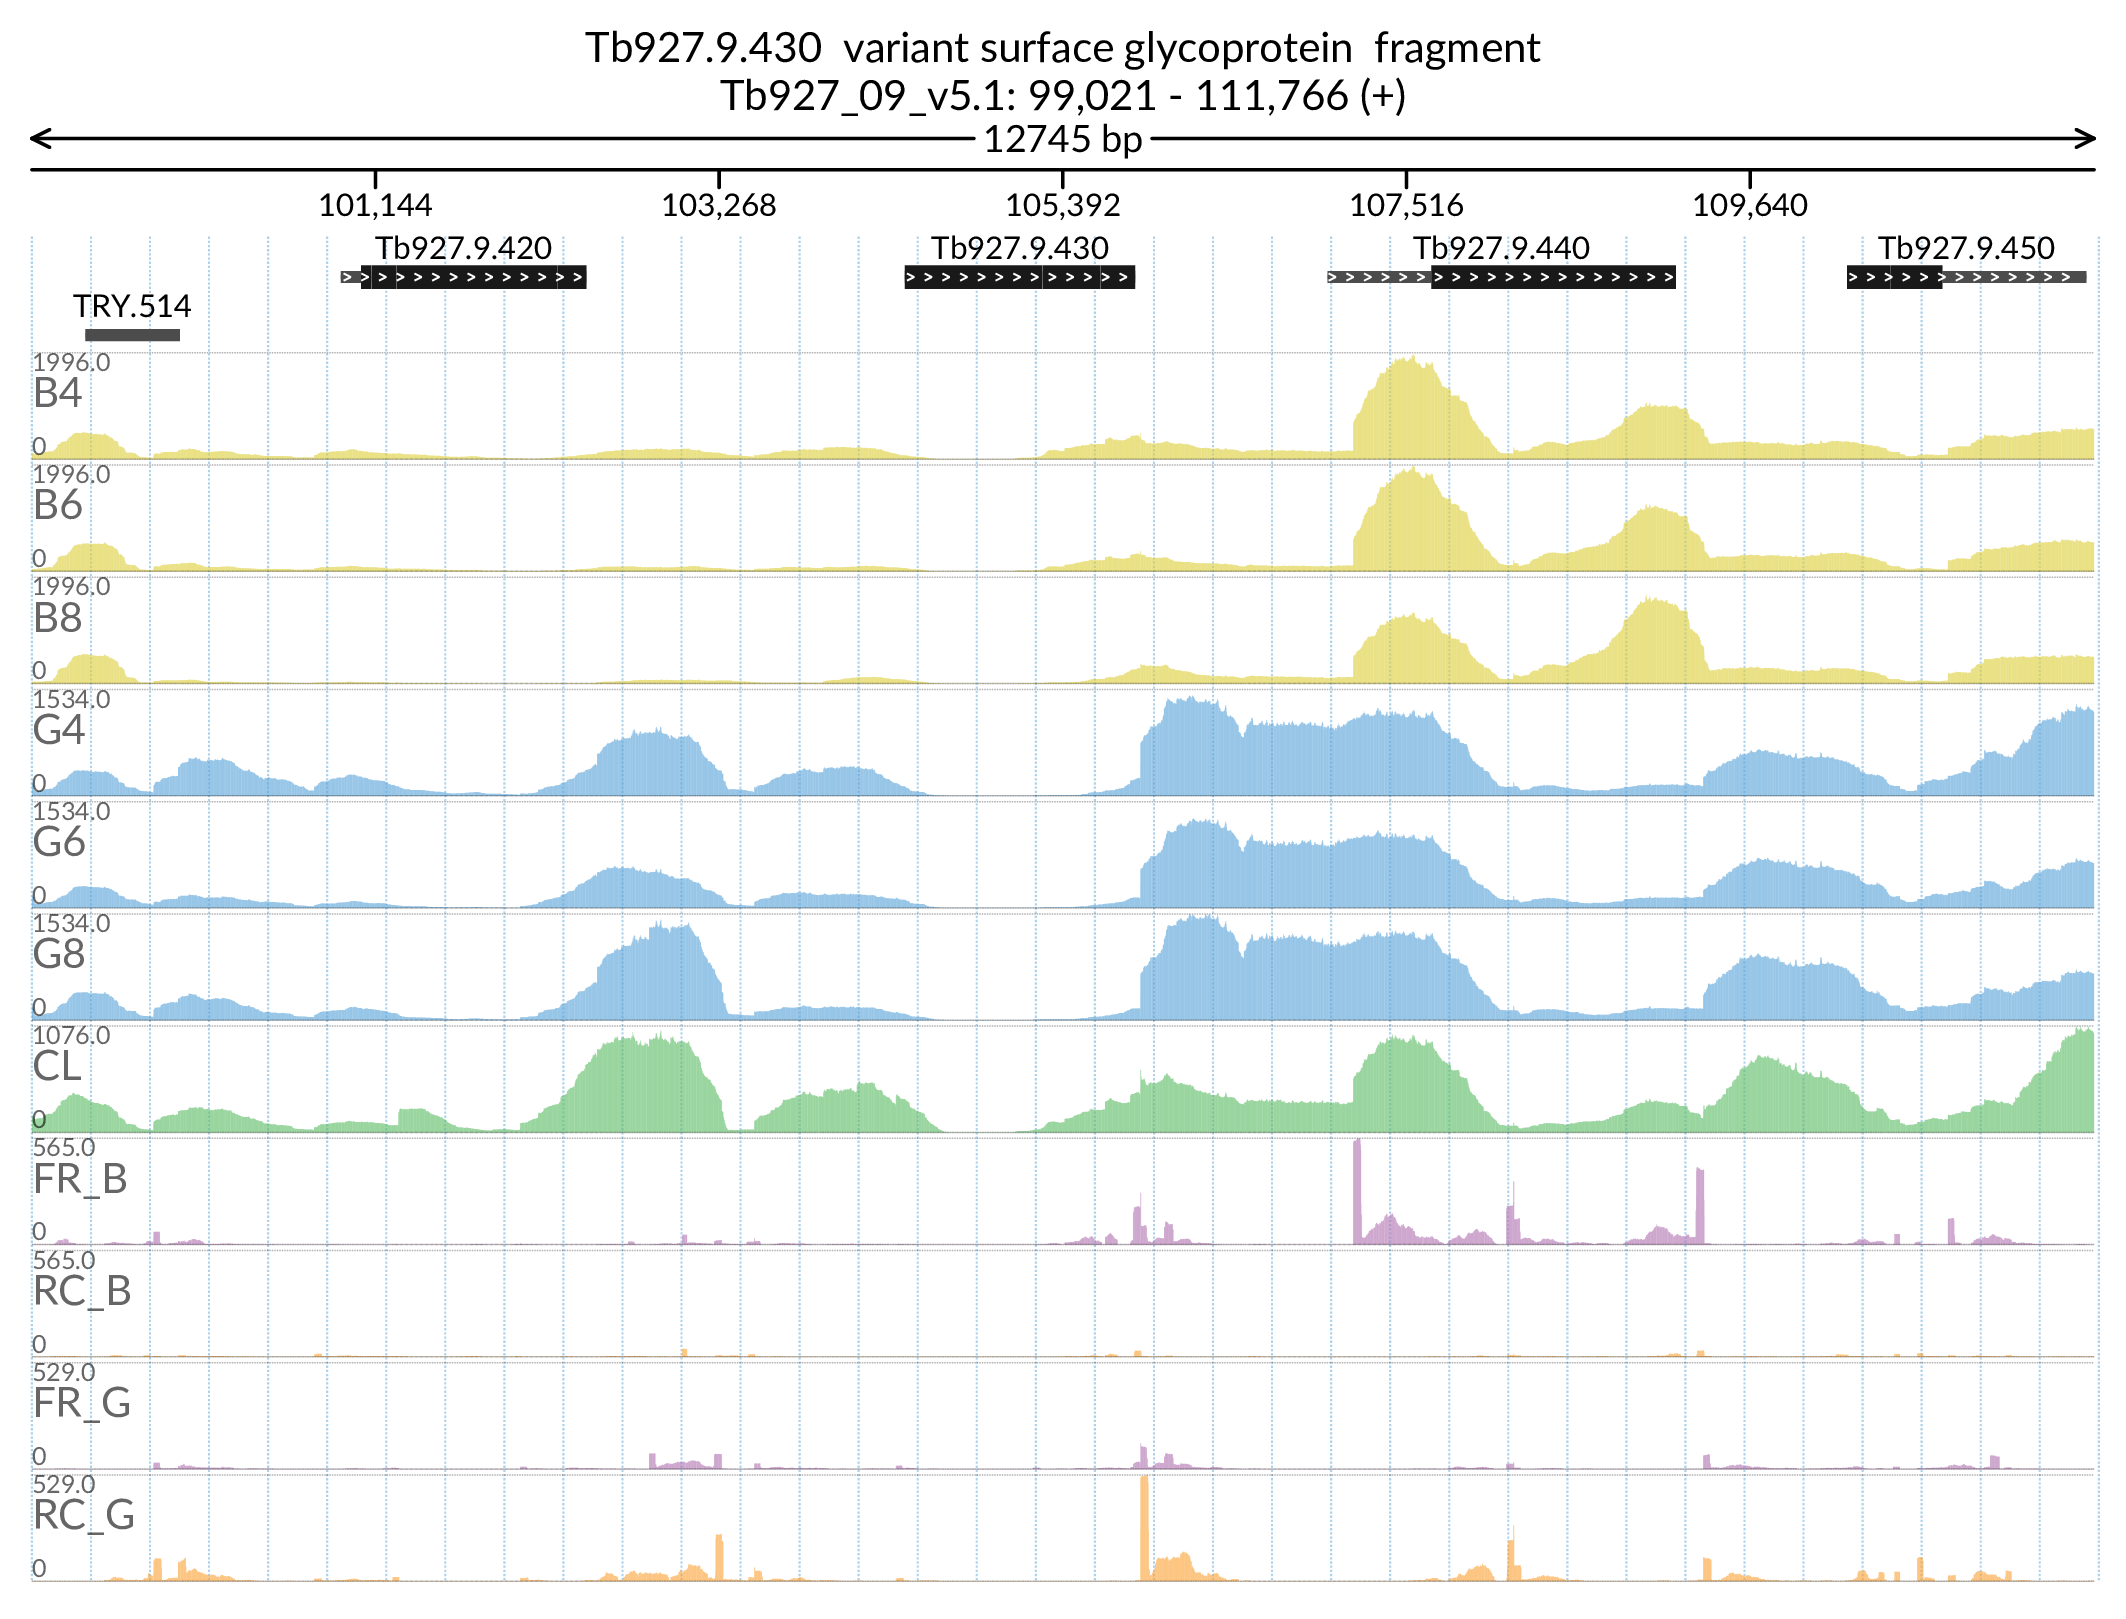 Tb927.9.430 variant surface glycoprotein fragment
Tb927_09_v5.1: 99,021 - 111,766 (+)
12745 bp
101,144 103,268 105,392 107,516 109,640
Tb927.9.420 Tb927.9.430 Tb927.9.440 Tb927.9.450
TRY.514
1996.0
B4
0
1996.0
B6
0
1996.0
B8
0
1534.0
G4
0
1534.0
G6
0
1534.0
G8
0
1076.0
CL
0
565.0
FR_B
0
565.0
RC_B
0
529.0
FR_G
0
529.0
RC_G
0